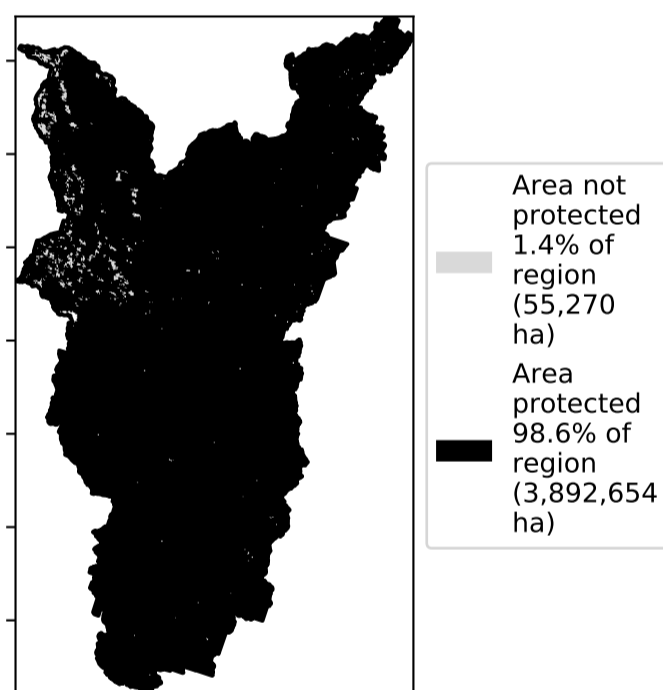 Area not
protected
1.4% of
region
(55,270
ha)
Area
protected
98.6% of
region
(3,892,654
ha)